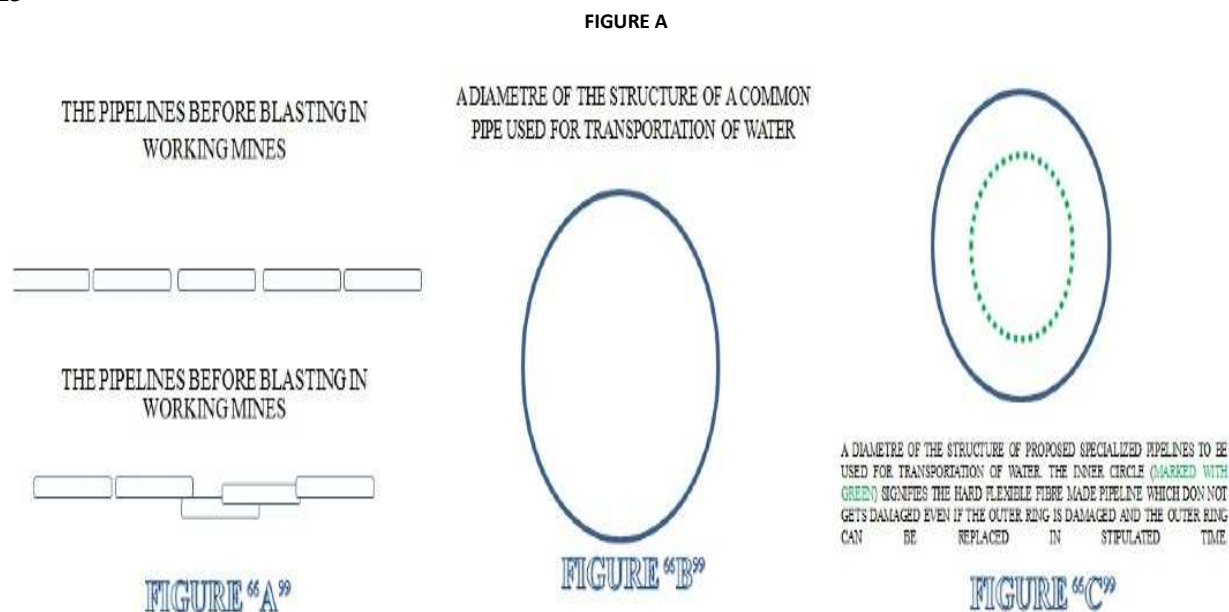 FIGURE A
THE PIPELINES BEFORE BLASTING IN
WORKING MINES
THE PIPELINES BEFORE BLASTING IN
WORKING MINES
FIGURE “A”
A DIAMETRE OF THE STRUCTURE OF A COMMON
PIPE USED FOR TRANSPORTATION OF WATER
FIGURE “B”
A DIAMETRE OF THE STRUCTURE OF PROPOSED SPECIALIZED PIPELINES TO BE
USED FOR TRANSPORTATION OF WATER. THE INNER CIRCLE (MARKED WITH
GREEN) SIGNIFIES THE HARD FLEXIBLE FIBRE MADE PIPELINE WHICH DON NOT
GETS DAMAGED EVEN IF THE OUTER RING IS DAMAGED AND THE OUTER RING
CAN BE REPLACED IN STIPULATED TIME.
FIGURE “C”